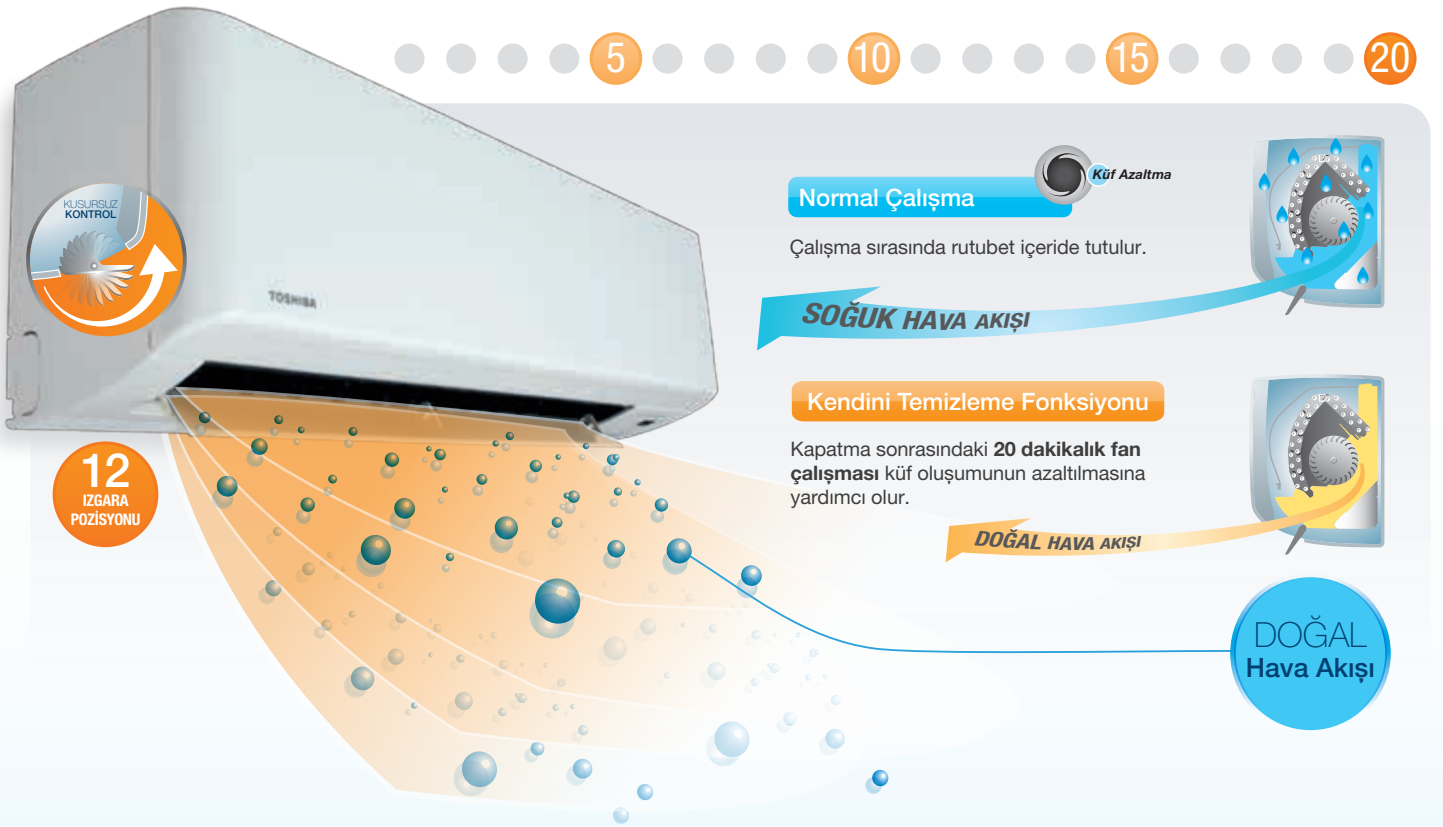 5 10 15 20
Küf Azaltma
Normal Çalışma
Çalışma sırasında rutubet içeride tutulur.
SOĞUK HAVA AKIŞI
KUSURSUZ
KONTROL
TOSHIBA
Kendini Temizleme Fonksiyonu
Kapatma sonrasındaki 20 dakikalık fan
çalışması küf oluşumunun azaltılmasına
yardımcı olur.
DOĞAL HAVA AKIŞI
12
IZGARA
POZİSYONU
DOĞAL
Hava Akışı